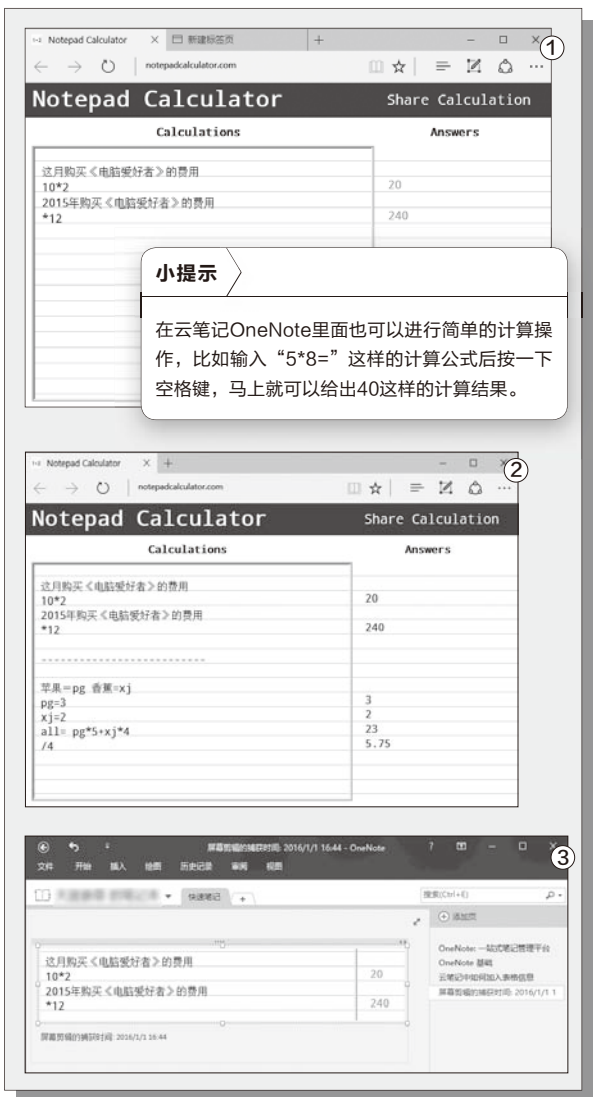 Notepad Calculator
新建标签页
①
notepadcalculator.com
Notepad Calculator
Share Calculation
Calculations
Answers
这月购买《电脑爱好者》的费用
10*2
20
2015年购买《电脑爱好者》的费用
*12
240
小提示
在云笔记OneNote里面也可以进行简单的计算操
作，比如输入“5*8=”这样的计算公式后按一下
空格键，马上就可以给出40这样的计算结果。
Notepad Calculator
②
notepadcalculator.com
Notepad Calculator
Share Calculation
Calculations
Answers
这月购买《电脑爱好者》的费用
10*2
20
2015年购买《电脑爱好者》的费用
*12
240
--------------------------
苹果=pg 香蕉=xj
pg=3
3
xj=2
2
all= pg*5+xj*4
23
/4
5.75
屏幕剪辑的捕获时间: 2016/1/1 16:44 - OneNote
③
文件 开始 插入 绘图 历史记录 审阅 视图
快速笔记
搜索(Ctrl+E)
添加页
OneNote: 一站式笔记管理平台
OneNote 基础
云笔记中如何加入表格信息
屏幕剪辑的捕获时间: 2016/1/1 1
这月购买《电脑爱好者》的费用
10*2
20
2015年购买《电脑爱好者》的费用
*12
240
屏幕剪辑的捕获时间: 2016/1/1 16:44